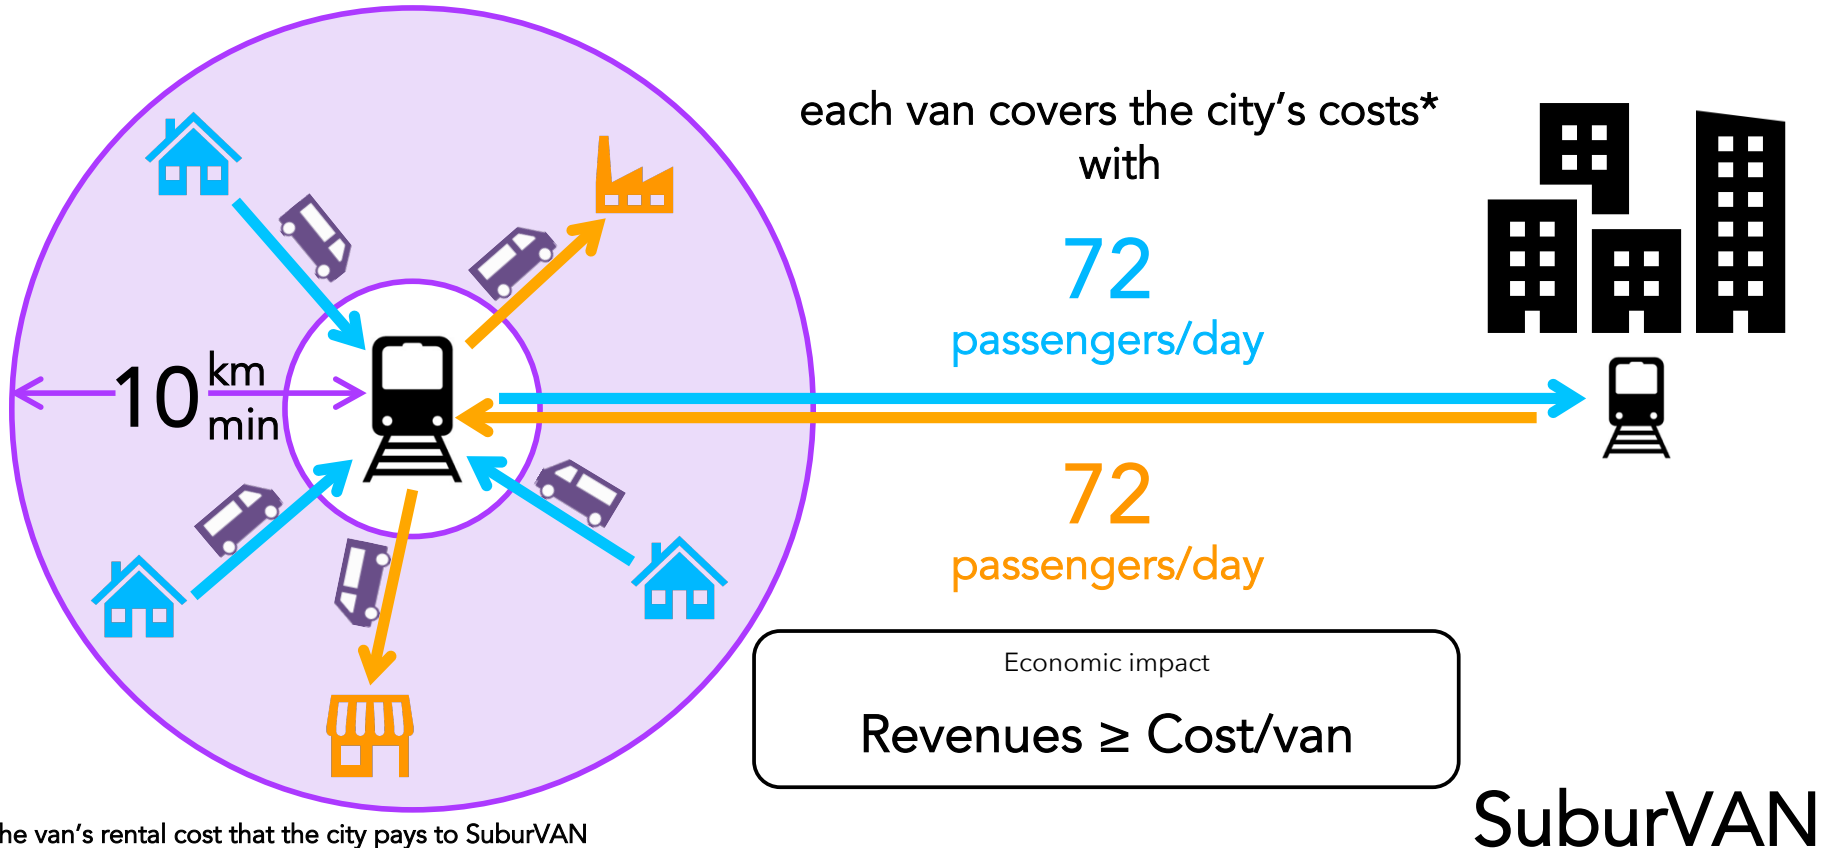 each van covers the city's costs*
with
72
passengers/day
10 km
min
72
passengers/day
Economic impact
Revenues ≥ Cost/van
van's rental cost that the city pays to SuburVAN
SuburVAN